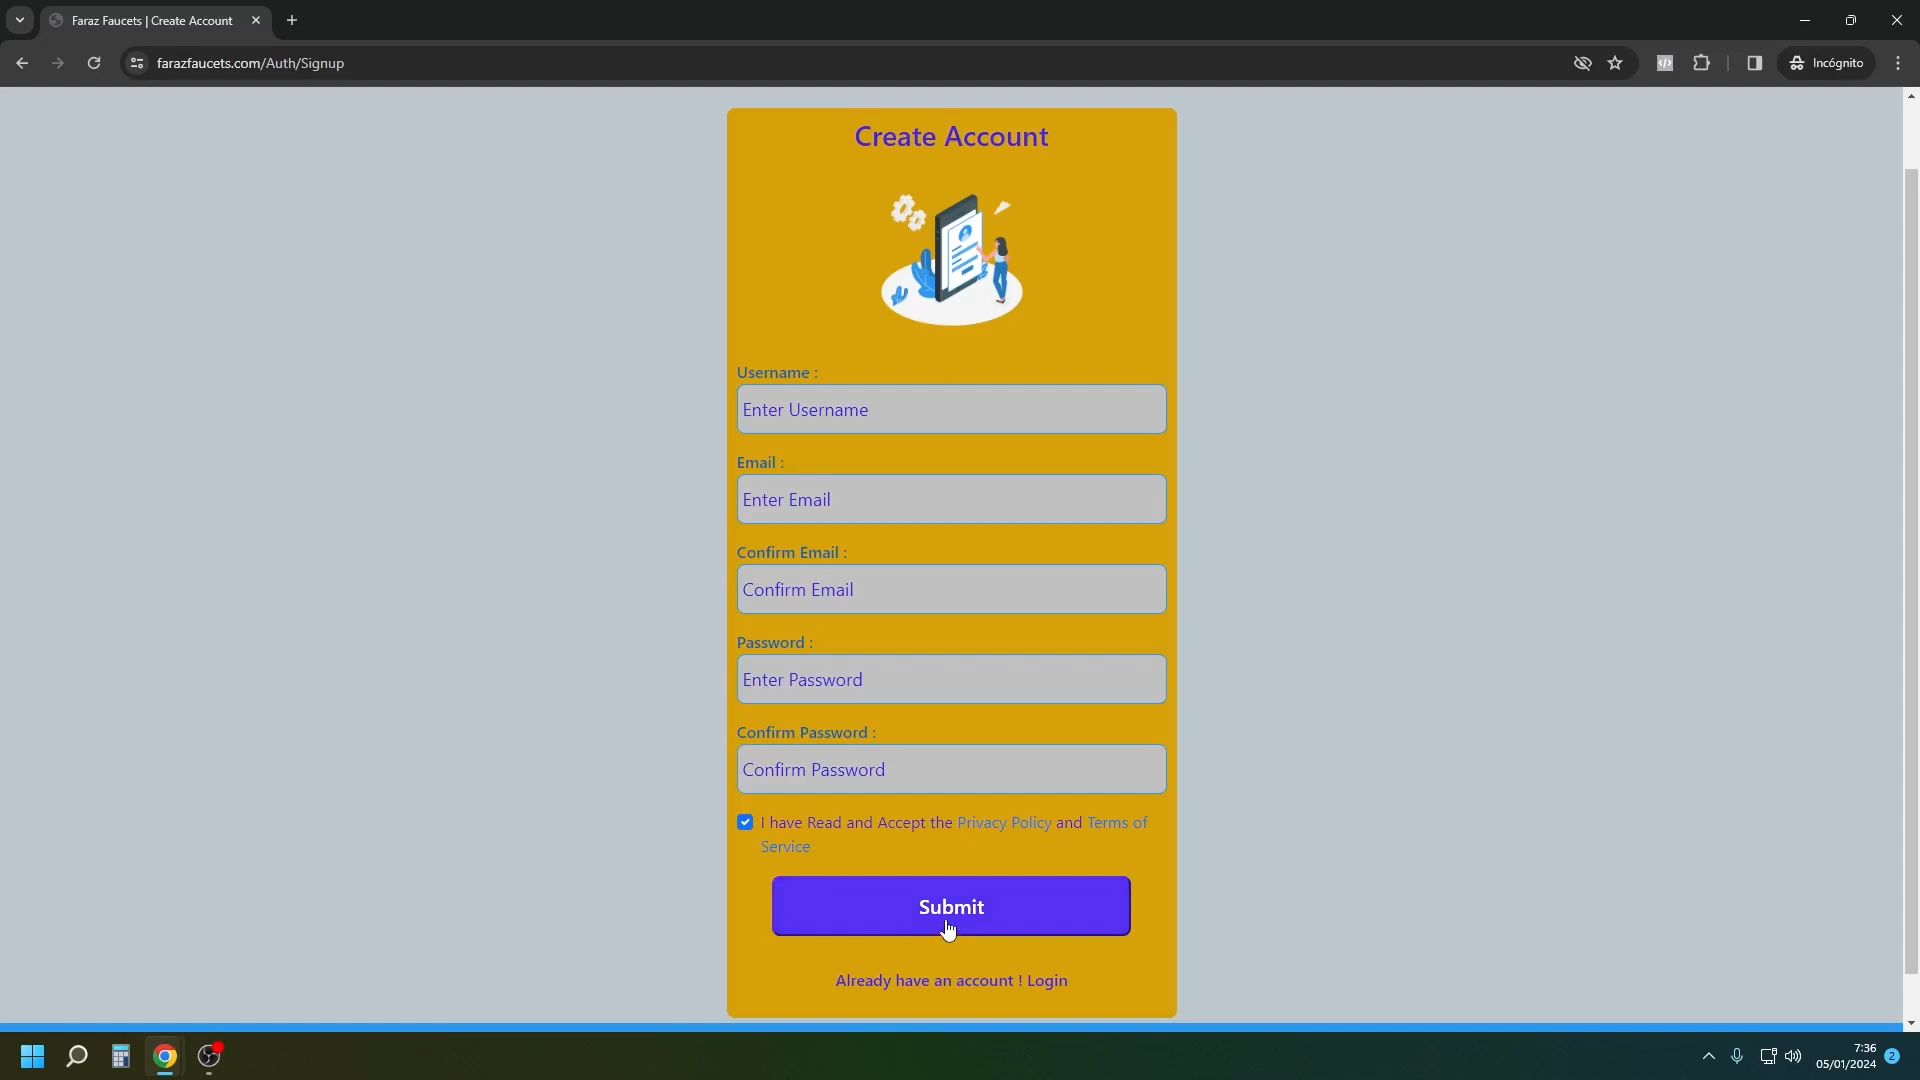 Faraz Faucets | Create Account
farazfaucets.com/Auth/Signup
Incógnito
Create Account
Username :
Enter Username
Email :
Enter Email
Confirm Email :
Confirm Email
Password :
Enter Password
Confirm Password :
Confirm Password
I have Read and Accept the Privacy Policy and Terms of
Service
Submit
Already have an account ! Login
7:36
05/01/2024
2